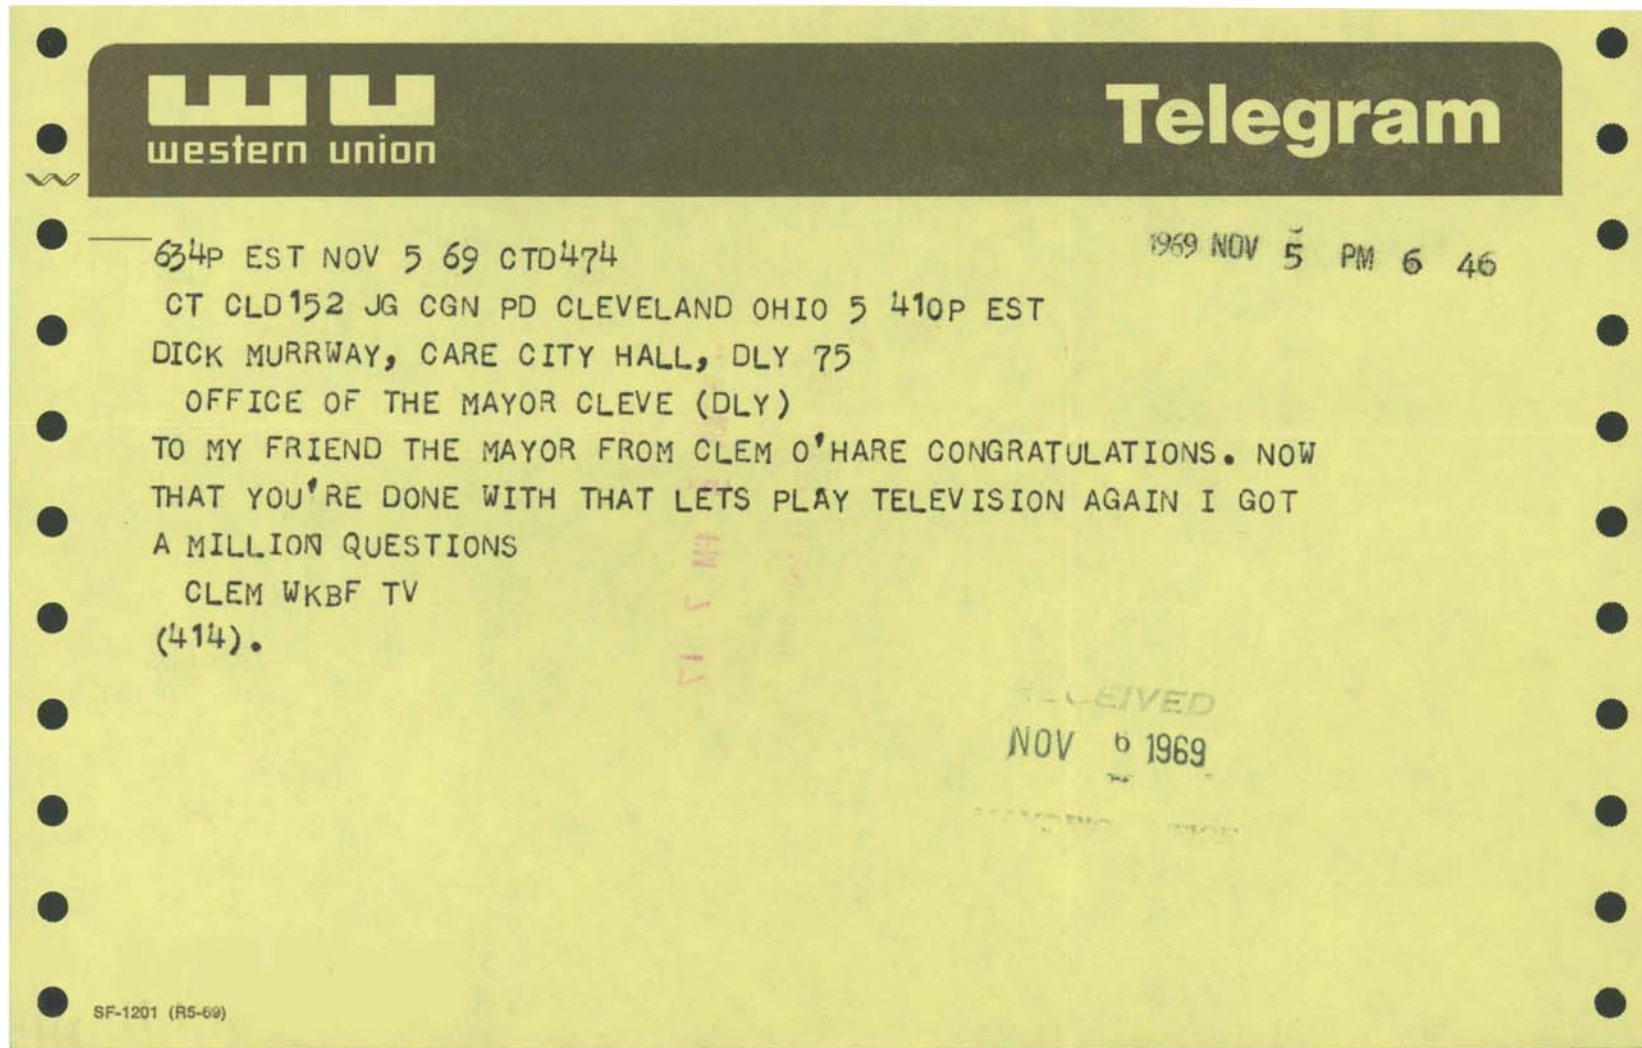 western union
Telegram
634P EST NOV 5 69 CTD474
1969 NOV 5 PM 6 46
CT CLD152 JG CGN PD CLEVELAND OHIO 5 410P EST
DICK MURRWAY, CARE CITY HALL, DLY 75
OFFICE OF THE MAYOR CLEVE (DLY)
TO MY FRIEND THE MAYOR FROM CLEM O'HARE CONGRATULATIONS. NOW
THAT YOU'RE DONE WITH THAT LETS PLAY TELEVISION AGAIN I GOT
A MILLION QUESTIONS
CLEM WKBF TV
(414).
RECEIVED
NOV 6 1969
SF-1201 (R5-69)